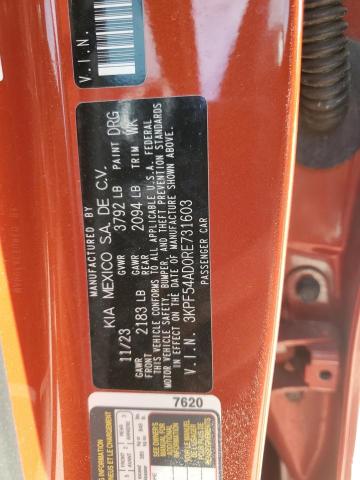 V.I.N.
MANUFACTURED BY
KIA MEXICO S.A. DE C.V.
11/23 GVWR 3792 LB PAINT DRG
GAWR FRONT 2183 LB GAWR REAR 2094 LB TRIM WK
THIS VEHICLE CONFORMS TO ALL APPLICABLE U.S.A. FEDERAL
MOTOR VEHICLE SAFETY, BUMPER, AND THEFT PREVENTION STANDARDS
IN EFFECT ON THE DATE OF MANUFACTURE SHOWN ABOVE.
V.I.N. 3KPF54AD0RE731603
PASSENGER CAR
7620